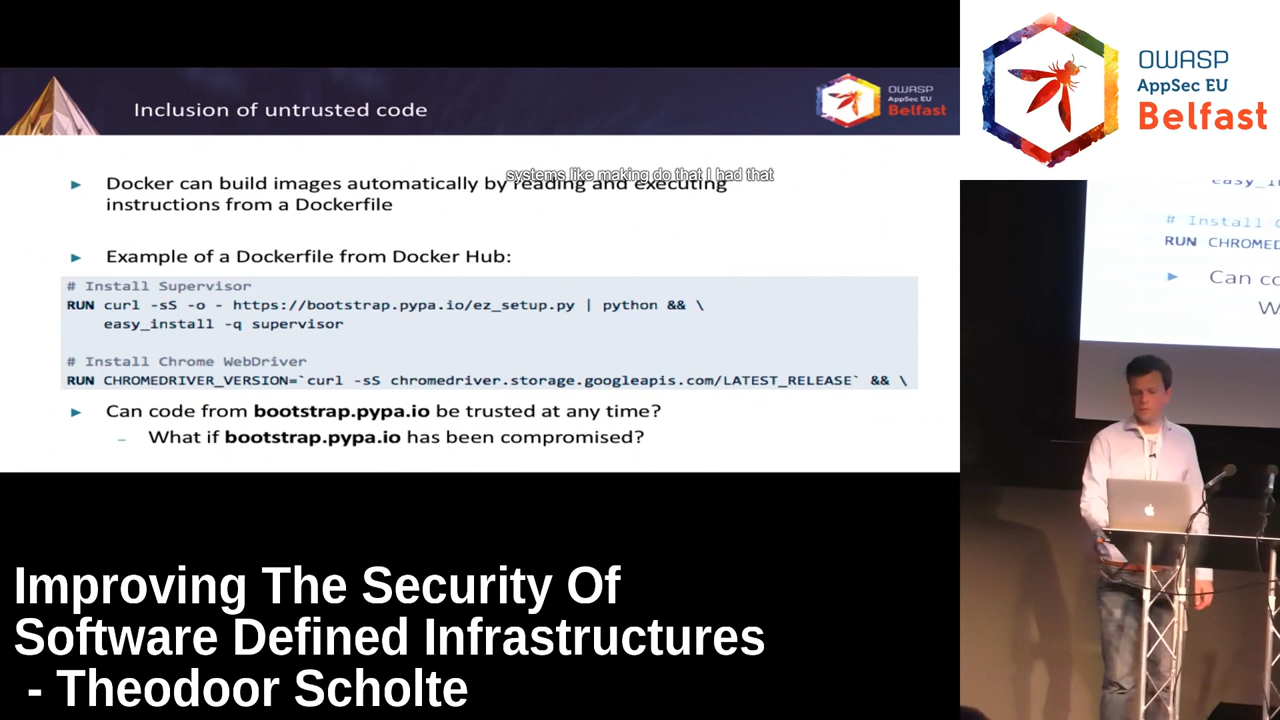 Inclusion of untrusted code
OWASP
AppSec EU
Belfast
systems like making do that I had that
► Docker can build images automatically by reading and executing
instructions from a Dockerfile
► Example of a Dockerfile from Docker Hub:
# Install Supervisor
RUN curl -sS -o - https://bootstrap.pypa.io/ez_setup.py | python && \
easy_install -q supervisor
# Install Chrome WebDriver
RUN CHROMEDRIVER_VERSION=`curl -sS chromedriver.storage.googleapis.com/LATEST_RELEASE` && \
► Can code from bootstrap.pypa.io be trusted at any time?
– What if bootstrap.pypa.io has been compromised?
Improving The Security Of
Software Defined Infrastructures
- Theodoor Scholte
OWASP
AppSec EU
Belfast
# Install
RUN CHROMED
► Can co
W